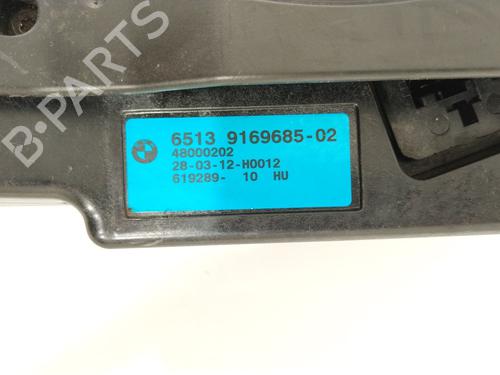 B-PARTS
6513 9169685-02
48000202
28-03-12-H0012
619289- 10 HU